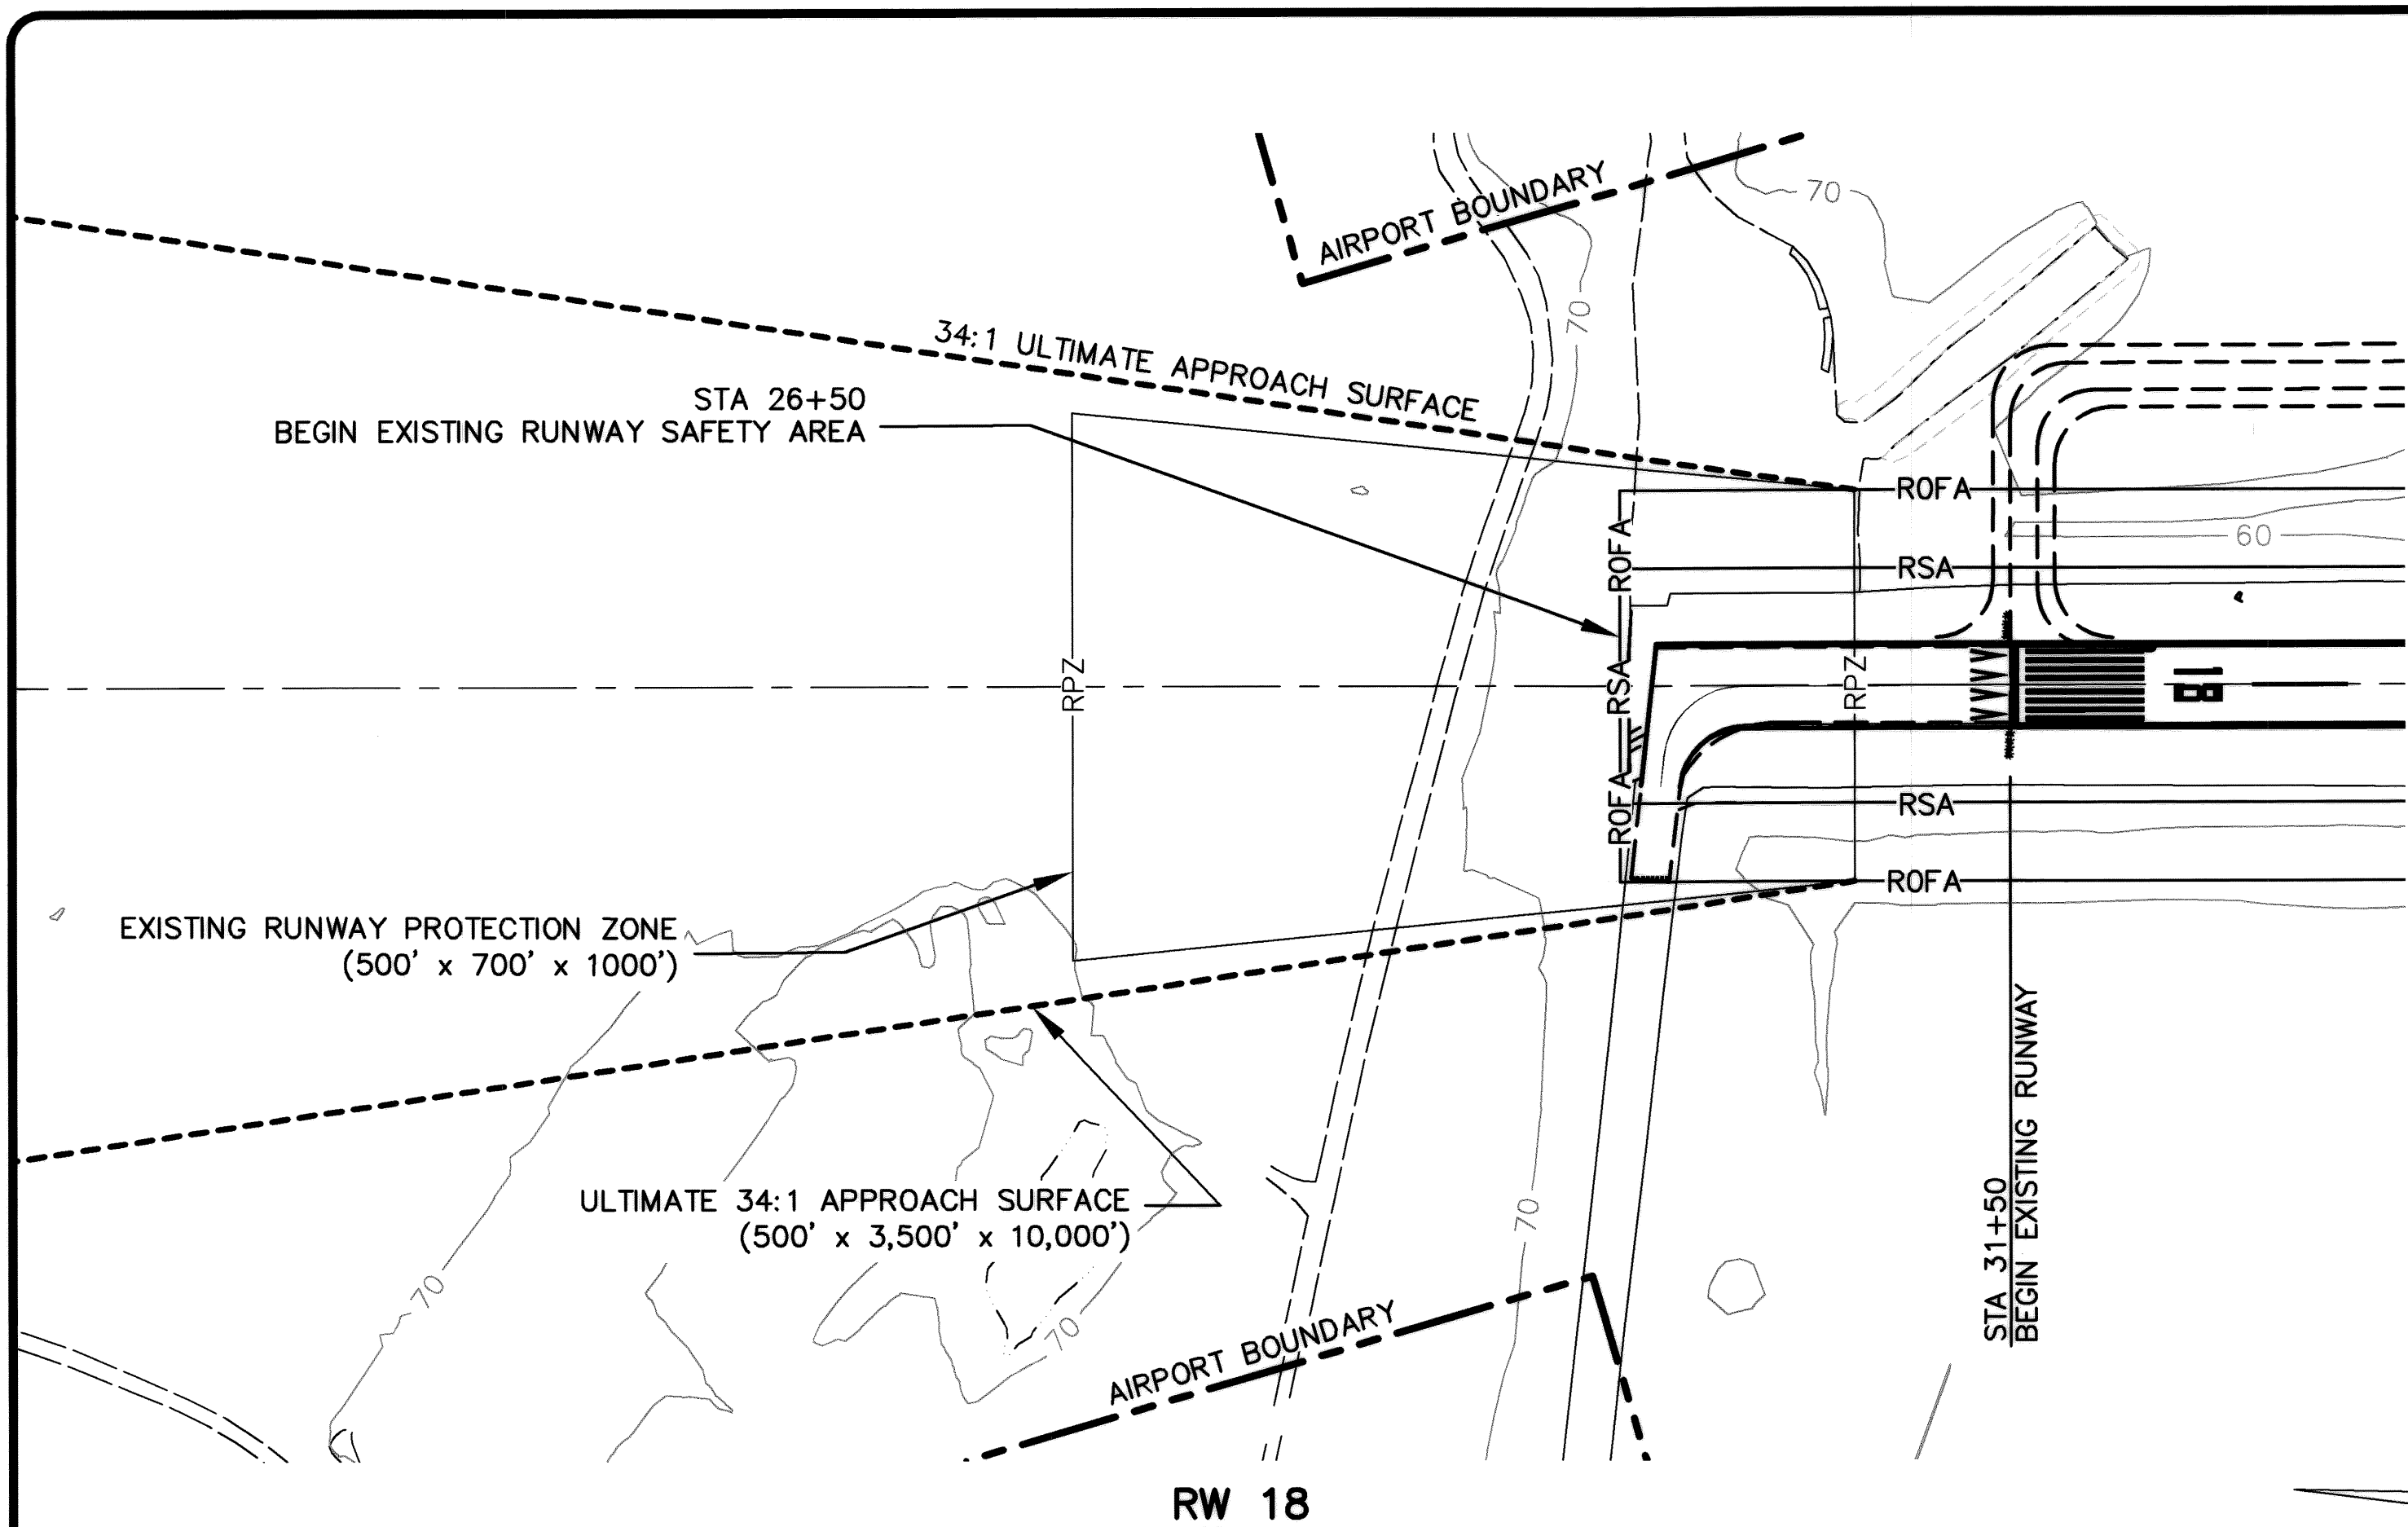 AIRPORT BOUNDARY
70
70
34:1 ULTIMATE APPROACH SURFACE
STA 26+50
BEGIN EXISTING RUNWAY SAFETY AREA
ROFA
ROFA
60
RSA
RPZ
RSA
RPZ
18
ROFA
RSA
ROFA
EXISTING RUNWAY PROTECTION ZONE
(500' x 700' x 1000')
ULTIMATE 34:1 APPROACH SURFACE
(500' x 3,500' x 10,000')
70
STA 31+50
BEGIN EXISTING RUNWAY
70
70
AIRPORT BOUNDARY
RW 18